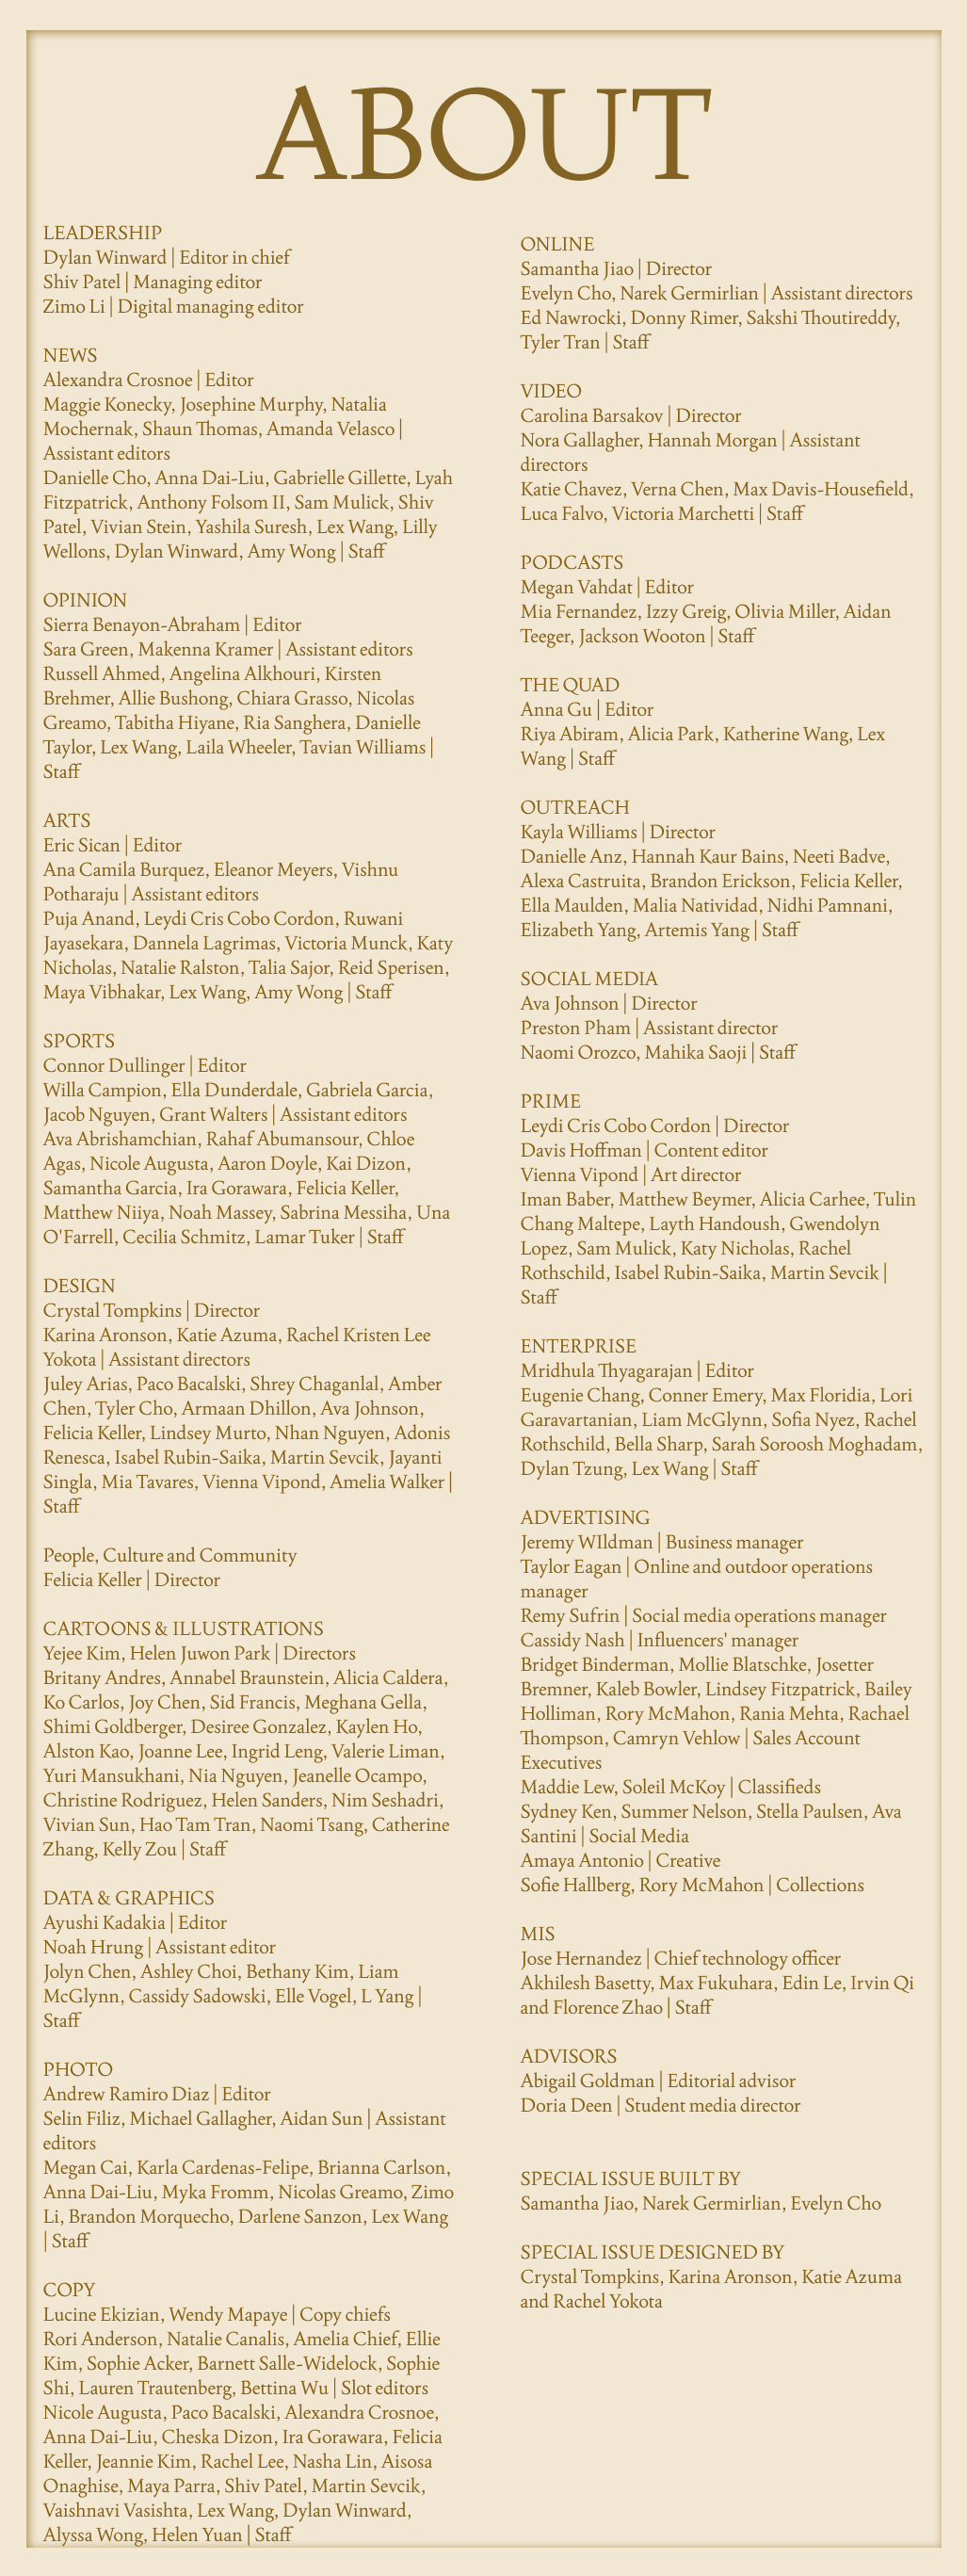 ABOUT
LEADERSHIP
Dylan Winward | Editor in chief
Shiv Patel | Managing editor
Zimo Li | Digital managing editor
NEWS
Alexandra Crosnoe | Editor
Maggie Konecky, Josephine Murphy, Natalia
Mochernak, Shaun Thomas, Amanda Velasco |
Assistant editors
Danielle Cho, Anna Dai-Liu, Gabrielle Gillette, Lyah
Fitzpatrick, Anthony Folsom II, Sam Mulick, Shiv
Patel, Vivian Stein, Yashila Suresh, Lex Wang, Lilly
Wellons, Dylan Winward, Amy Wong | Staff
OPINION
Sierra Benayon-Abraham | Editor
Sara Green, Makenna Kramer | Assistant editors
Russell Ahmed, Angelina Alkhouri, Kirsten
Brehmer, Allie Bushong, Chiara Grasso, Nicolas
Greamo, Tabitha Hiyane, Ria Sanghera, Danielle
Taylor, Lex Wang, Laila Wheeler, Tavian Williams |
Staff
ARTS
Eric Sican | Editor
Ana Camila Burquez, Eleanor Meyers, Vishnu
Potharaju | Assistant editors
Puja Anand, Leydi Cris Cobo Cordon, Ruwani
Jayasekara, Dannela Lagrimas, Victoria Munck, Katy
Nicholas, Natalie Ralston, Talia Sajor, Reid Sperisen,
Maya Vibhakar, Lex Wang, Amy Wong | Staff
SPORTS
Connor Dullinger | Editor
Willa Campion, Ella Dunderdale, Gabriela Garcia,
Jacob Nguyen, Grant Walters | Assistant editors
Ava Abrishamchian, Rahaf Abumansour, Chloe
Agas, Nicole Augusta, Aaron Doyle, Kai Dizon,
Samantha Garcia, Ira Gorawara, Felicia Keller,
Matthew Niiya, Noah Massey, Sabrina Messiha, Una
O'Farrell, Cecilia Schmitz, Lamar Tuker | Staff
DESIGN
Crystal Tompkins | Director
Karina Aronson, Katie Azuma, Rachel Kristen Lee
Yokota | Assistant directors
Juley Arias, Paco Bacalski, Shrey Chaganlal, Amber
Chen, Tyler Cho, Armaan Dhillon, Ava Johnson,
Felicia Keller, Lindsey Murto, Nhan Nguyen, Adonis
Renesca, Isabel Rubin-Saika, Martin Sevcik, Jayanti
Singla, Mia Tavares, Vienna Vipond, Amelia Walker |
Staff
People, Culture and Community
Felicia Keller | Director
CARTOONS & ILLUSTRATIONS
Yejee Kim, Helen Juwon Park | Directors
Britany Andres, Annabel Braunstein, Alicia Caldera,
Ko Carlos, Joy Chen, Sid Francis, Meghana Gella,
Shimi Goldberger, Desiree Gonzalez, Kaylen Ho,
Alston Kao, Joanne Lee, Ingrid Leng, Valerie Liman,
Yuri Mansukhani, Nia Nguyen, Jeanelle Ocampo,
Christine Rodriguez, Helen Sanders, Nim Seshadri,
Vivian Sun, Hao Tam Tran, Naomi Tsang, Catherine
Zhang, Kelly Zou | Staff
DATA & GRAPHICS
Ayushi Kadakia | Editor
Noah Hrung | Assistant editor
Jolyn Chen, Ashley Choi, Bethany Kim, Liam
McGlynn, Cassidy Sadowski, Elle Vogel, L Yang |
Staff
PHOTO
Andrew Ramiro Diaz | Editor
Selin Filiz, Michael Gallagher, Aidan Sun | Assistant
editors
Megan Cai, Karla Cardenas-Felipe, Brianna Carlson,
Anna Dai-Liu, Myka Fromm, Nicolas Greamo, Zimo
Li, Brandon Morquecho, Darlene Sanzon, Lex Wang
| Staff
COPY
Lucine Ekizian, Wendy Mapaye | Copy chiefs
Rori Anderson, Natalie Canalis, Amelia Chief, Ellie
Kim, Sophie Acker, Barnett Salle-Widelock, Sophie
Shi, Lauren Trautenberg, Bettina Wu | Slot editors
Nicole Augusta, Paco Bacalski, Alexandra Crosnoe,
Anna Dai-Liu, Cheska Dizon, Ira Gorawara, Felicia
Keller, Jeannie Kim, Rachel Lee, Nasha Lin, Aisosa
Onaghise, Maya Parra, Shiv Patel, Martin Sevcik,
Vaishnavi Vasishta, Lex Wang, Dylan Winward,
Alyssa Wong, Helen Yuan | Staff
ONLINE
Samantha Jiao | Director
Evelyn Cho, Narek Germirlian | Assistant directors
Ed Nawrocki, Donny Rimer, Sakshi Thoutireddy,
Tyler Tran | Staff
VIDEO
Carolina Barsakov | Director
Nora Gallagher, Hannah Morgan | Assistant
directors
Katie Chavez, Verna Chen, Max Davis-Housefield,
Luca Falvo, Victoria Marchetti | Staff
PODCASTS
Megan Vahdat | Editor
Mia Fernandez, Izzy Greig, Olivia Miller, Aidan
Teeger, Jackson Wooton | Staff
THE QUAD
Anna Gu | Editor
Riya Abiram, Alicia Park, Katherine Wang, Lex
Wang | Staff
OUTREACH
Kayla Williams | Director
Danielle Anz, Hannah Kaur Bains, Neeti Badve,
Alexa Castruita, Brandon Erickson, Felicia Keller,
Ella Maulden, Malia Natividad, Nidhi Pamnani,
Elizabeth Yang, Artemis Yang | Staff
SOCIAL MEDIA
Ava Johnson | Director
Preston Pham | Assistant director
Naomi Orozco, Mahika Saoji | Staff
PRIME
Leydi Cris Cobo Cordon | Director
Davis Hoffman | Content editor
Vienna Vipond | Art director
Iman Baber, Matthew Beymer, Alicia Carhee, Tulin
Chang Maltepe, Layth Handoush, Gwendolyn
Lopez, Sam Mulick, Katy Nicholas, Rachel
Rothschild, Isabel Rubin-Saika, Martin Sevcik |
Staff
ENTERPRISE
Mridhula Thyagarajan | Editor
Eugenie Chang, Conner Emery, Max Floridia, Lori
Garavartanian, Liam McGlynn, Sofia Nyez, Rachel
Rothschild, Bella Sharp, Sarah Soroosh Moghadam,
Dylan Tzung, Lex Wang | Staff
ADVERTISING
Jeremy WIldman | Business manager
Taylor Eagan | Online and outdoor operations
manager
Remy Sufrin | Social media operations manager
Cassidy Nash | Influencers' manager
Bridget Binderman, Mollie Blatschke, Josetter
Bremner, Kaleb Bowler, Lindsey Fitzpatrick, Bailey
Holliman, Rory McMahon, Rania Mehta, Rachael
Thompson, Camryn Vehlow | Sales Account
Executives
Maddie Lew, Soleil McKoy | Classifieds
Sydney Ken, Summer Nelson, Stella Paulsen, Ava
Santini | Social Media
Amaya Antonio | Creative
Sofie Hallberg, Rory McMahon | Collections
MIS
Jose Hernandez | Chief technology officer
Akhilesh Basetty, Max Fukuhara, Edin Le, Irvin Qi
and Florence Zhao | Staff
ADVISORS
Abigail Goldman | Editorial advisor
Doria Deen | Student media director
SPECIAL ISSUE BUILT BY
Samantha Jiao, Narek Germirlian, Evelyn Cho
SPECIAL ISSUE DESIGNED BY
Crystal Tompkins, Karina Aronson, Katie Azuma
and Rachel Yokota